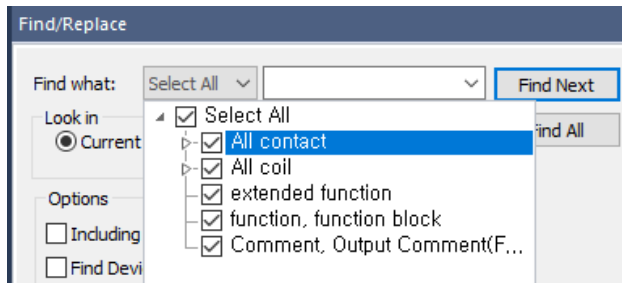 Find/Replace
Find what:
Select All
Find Next
Look in
Current
Find All
Select All
All contact
All coil
extended function
function, function block
Comment, Output Comment(F...
Options
Including
Find Devi